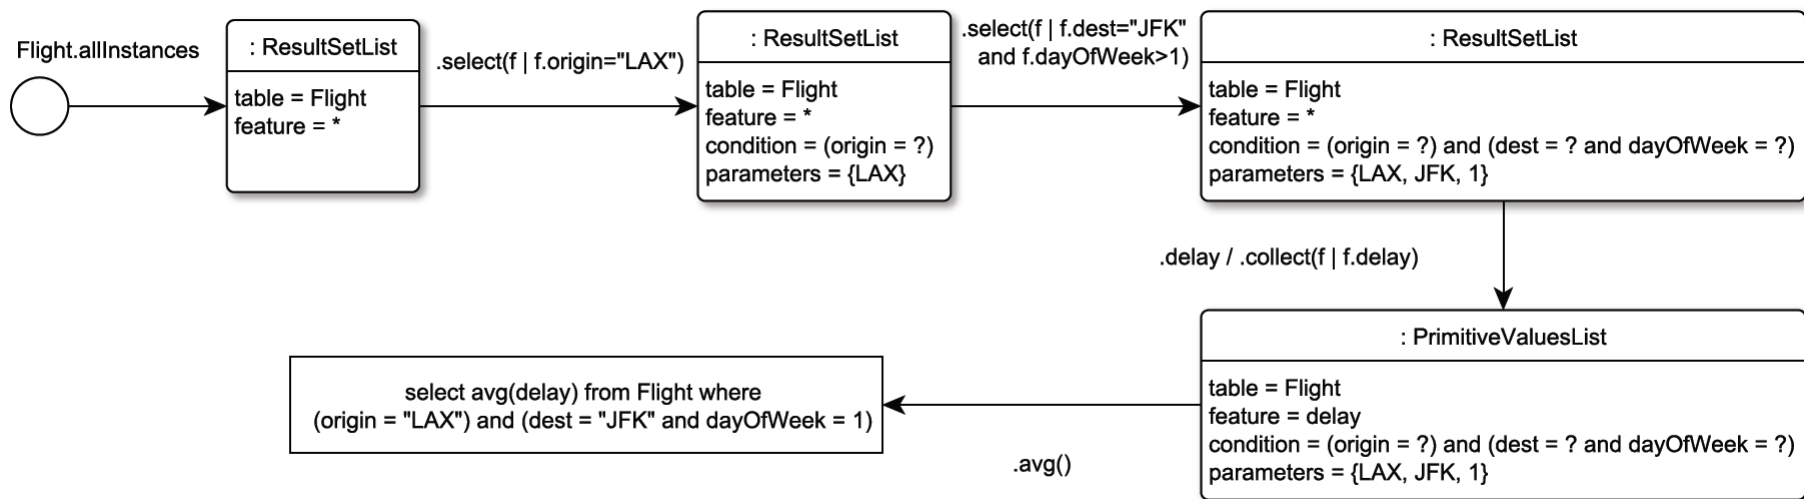 Flight.allInstances
: ResultSetList
table = Flight
feature = *
.select(f | f.origin="LAX")
: ResultSetList
table = Flight
feature = *
condition = (origin = ?)
parameters = {LAX}
.select(f | f.dest="JFK"
and f.dayOfWeek>1)
: ResultSetList
table = Flight
feature = *
condition = (origin = ?) and (dest = ? and dayOfWeek = ?)
parameters = {LAX, JFK, 1}
.delay / .collect(f | f.delay)
: PrimitiveValuesList
table = Flight
feature = delay
condition = (origin = ?) and (dest = ? and dayOfWeek = ?)
parameters = {LAX, JFK, 1}
.avg()
select avg(delay) from Flight where
(origin = "LAX") and (dest = "JFK" and dayOfWeek = 1)